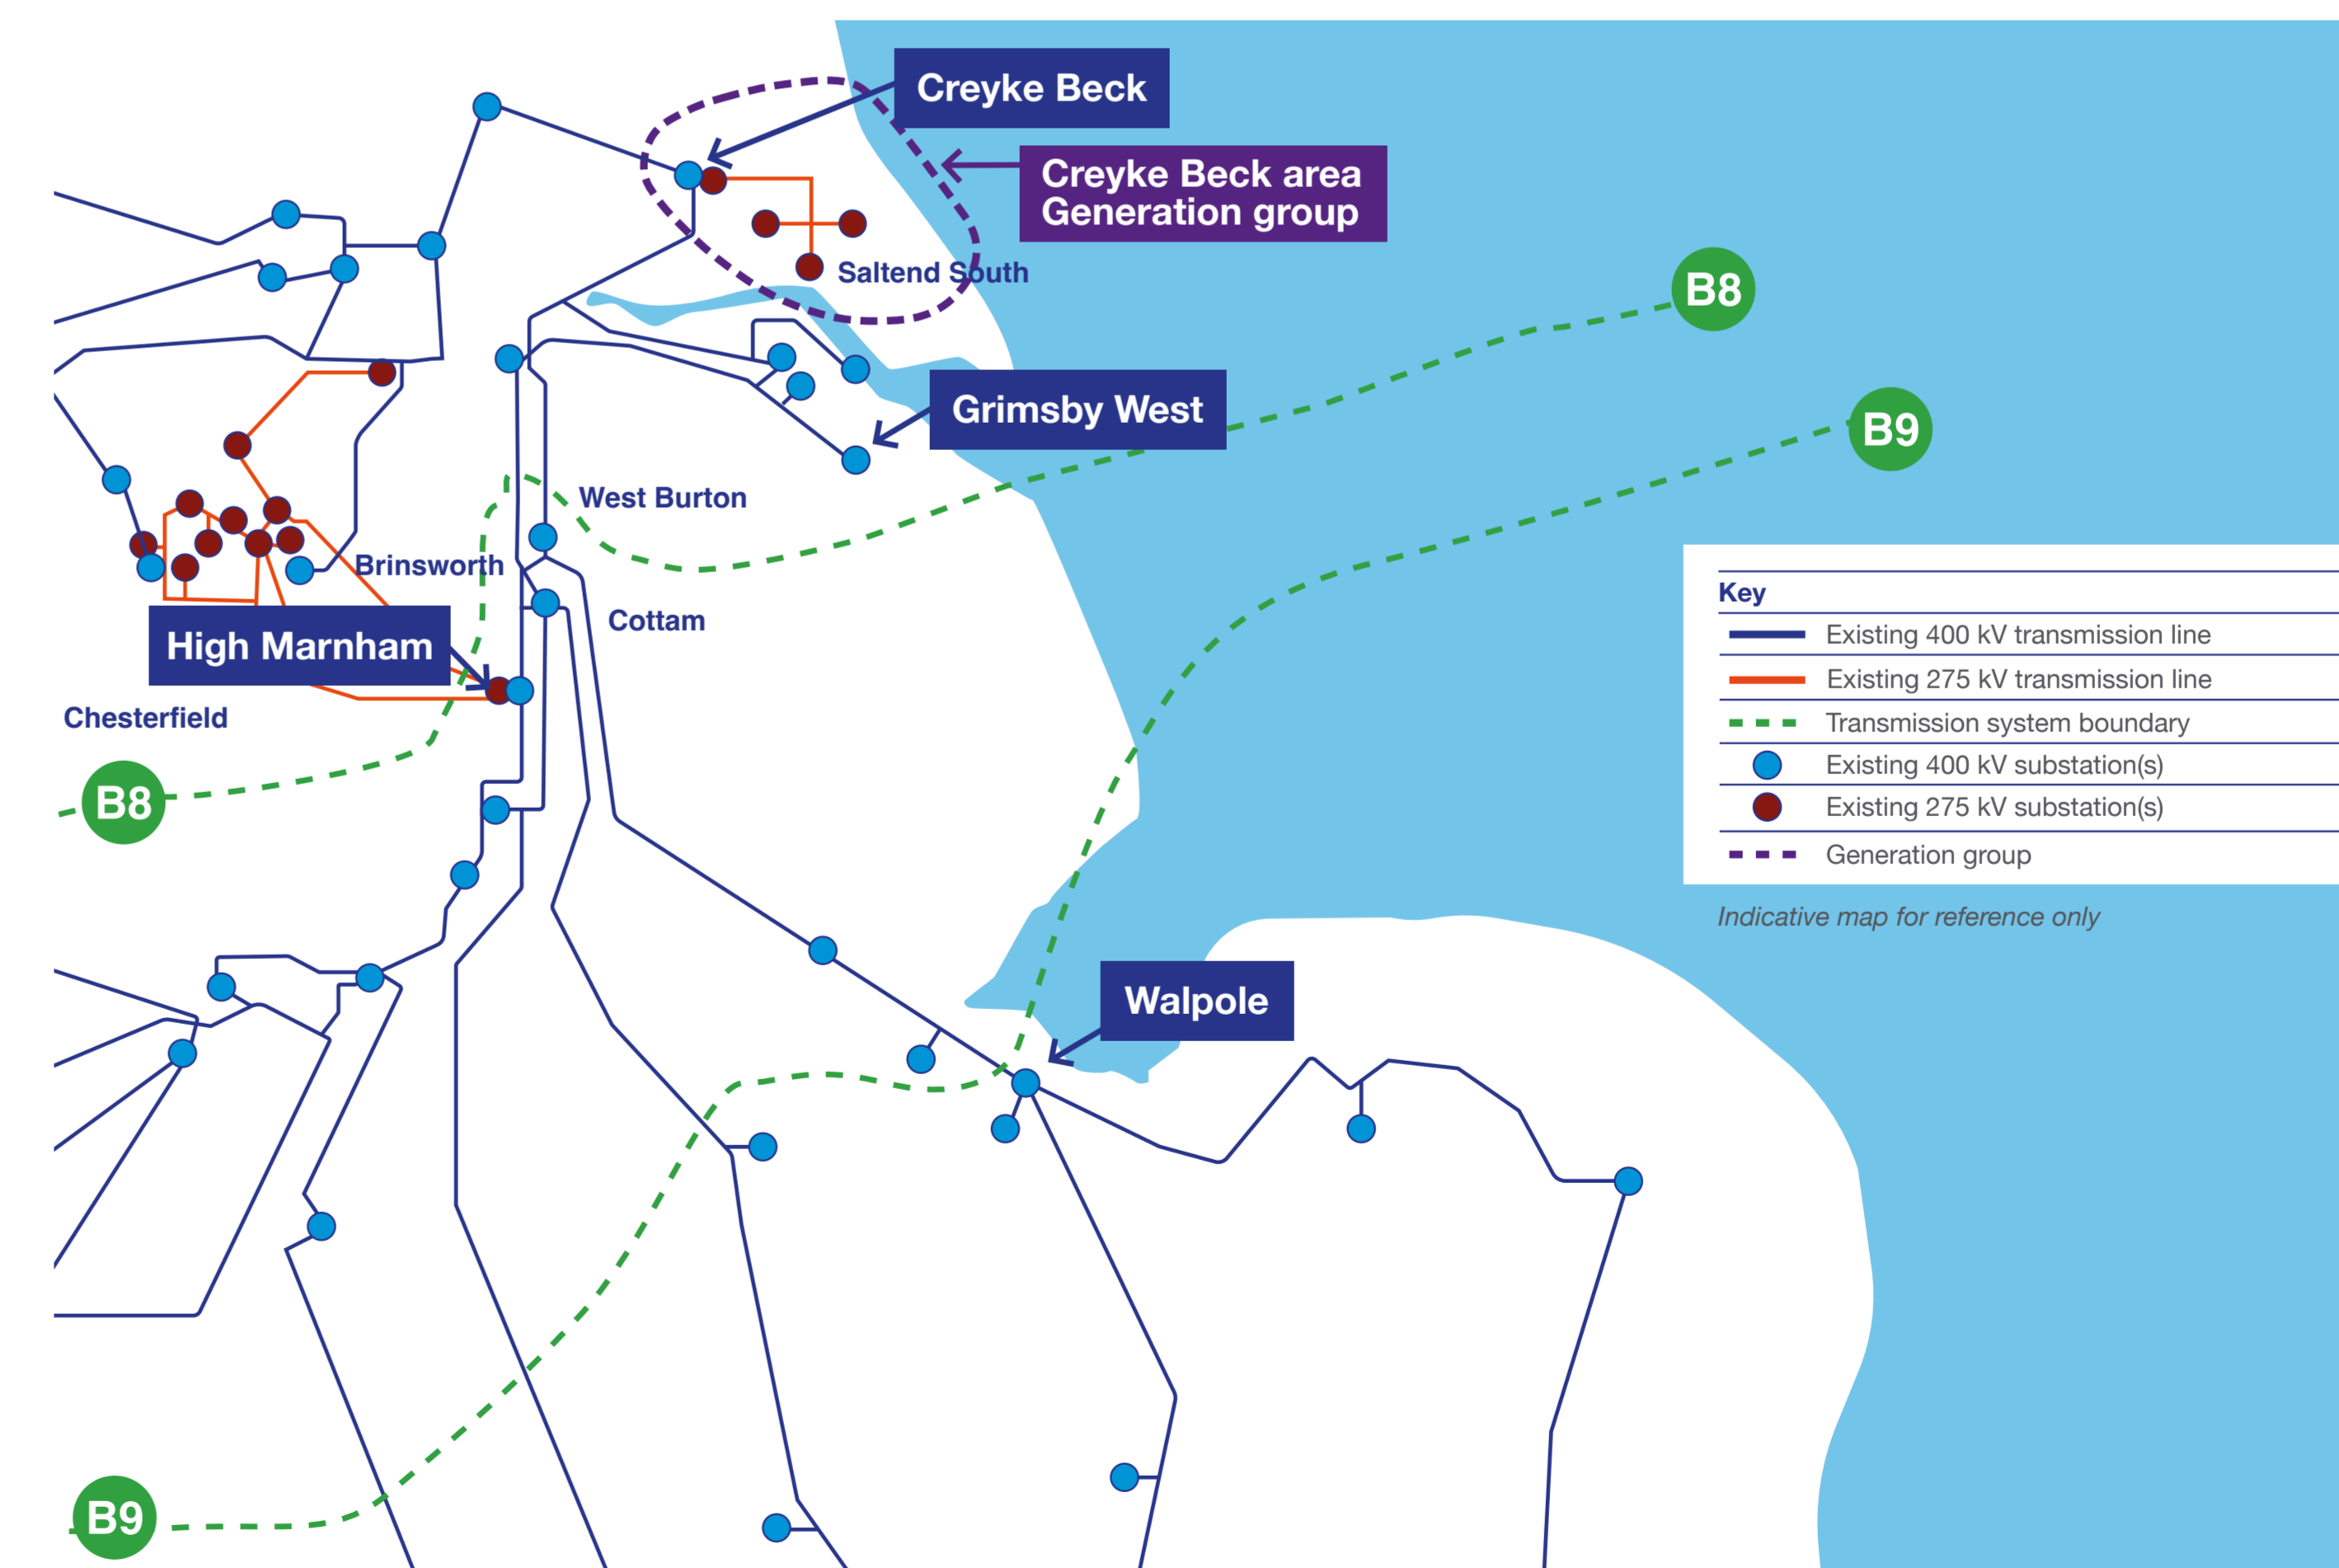 Creyke Beck
Creyke Beck area
Generation group
Saltend South
B8
Grimsby West
B9
West Burton
Brinsworth
Cottam
High Marnham
Chesterfield
B8
Key
Existing 400 kV transmission line
Existing 275 kV transmission line
Transmission system boundary
Existing 400 kV substation(s)
Existing 275 kV substation(s)
Generation group
Indicative map for reference only
Walpole
B9